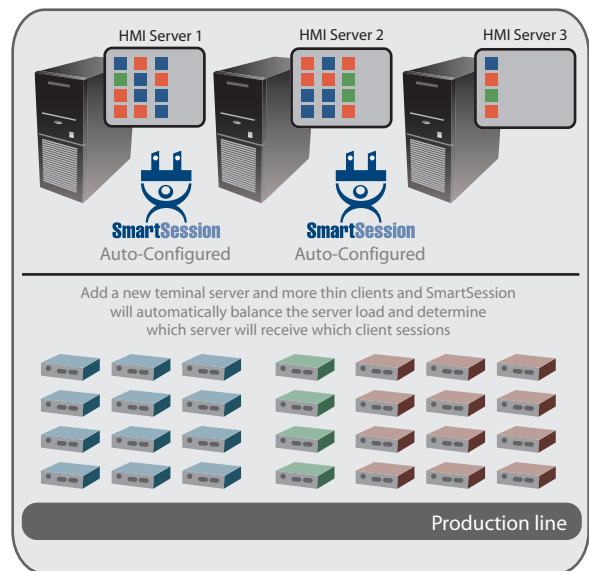 HMI Server 1
HMI Server 2
HMI Server 3
SmartSession
Auto-Configured
SmartSession
Auto-Configured
Add a new teminal server and more thin clients and SmartSession
will automatically balance the server load and determine
which server will receive which client sessions
Production line